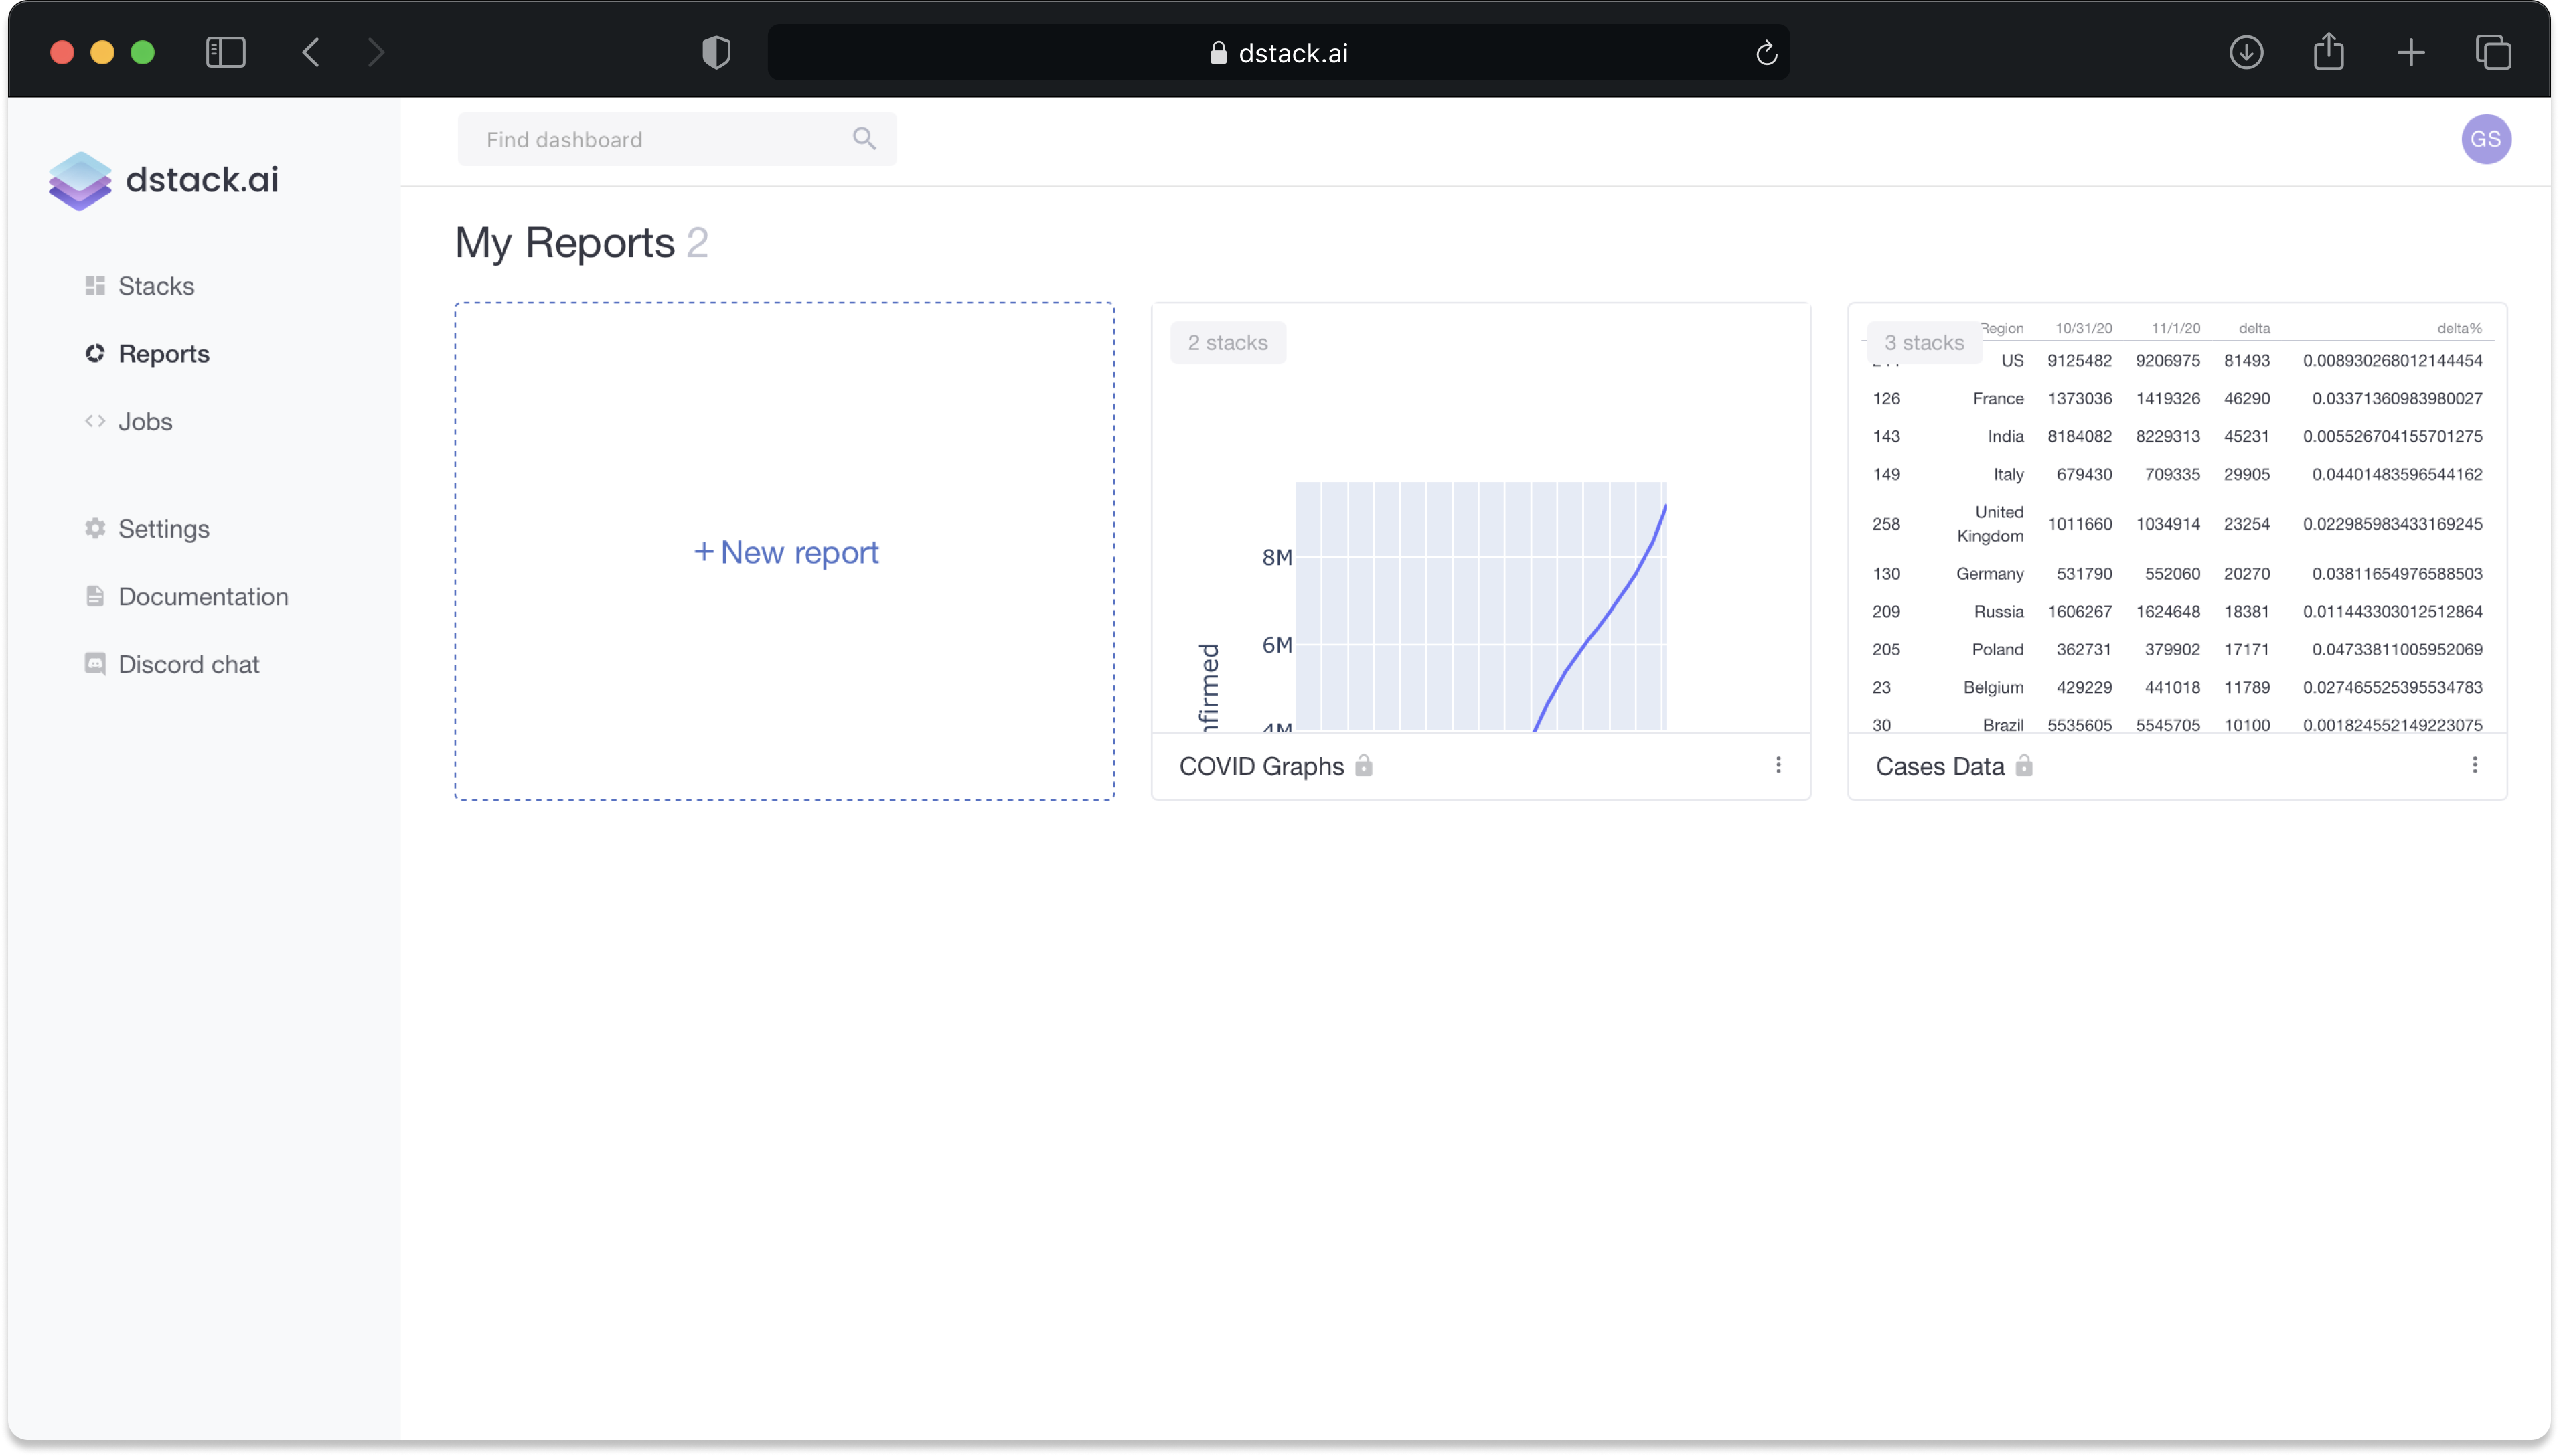 dstack.ai
dstack.ai
Stacks
Reports
Jobs
Settings
Documentation
Discord chat
Find dashboard
GS
My Reports 2
+ New report
2 stacks
8M
6M
4M
COVID Graphs
3 stacks
Region 10/31/20 11/1/20 delta delta%
US 9125482 9206975 81493 0.008930268012144454
126 France 1373036 1419326 46290 0.03371360983980027
143 India 8184082 8229313 45231 0.005526704155701275
149 Italy 679430 709335 29905 0.04401483596544162
258 United Kingdom 1011660 1034914 23254 0.022985983433169245
130 Germany 531790 552060 20270 0.03811654976588503
209 Russia 1606267 1624648 18381 0.011443303012512864
205 Poland 362731 379902 17171 0.04733811005952069
23 Belgium 429229 441018 11789 0.027465525395534783
30 Brazil 5535605 5545705 10100 0.001824552149223075
Cases Data